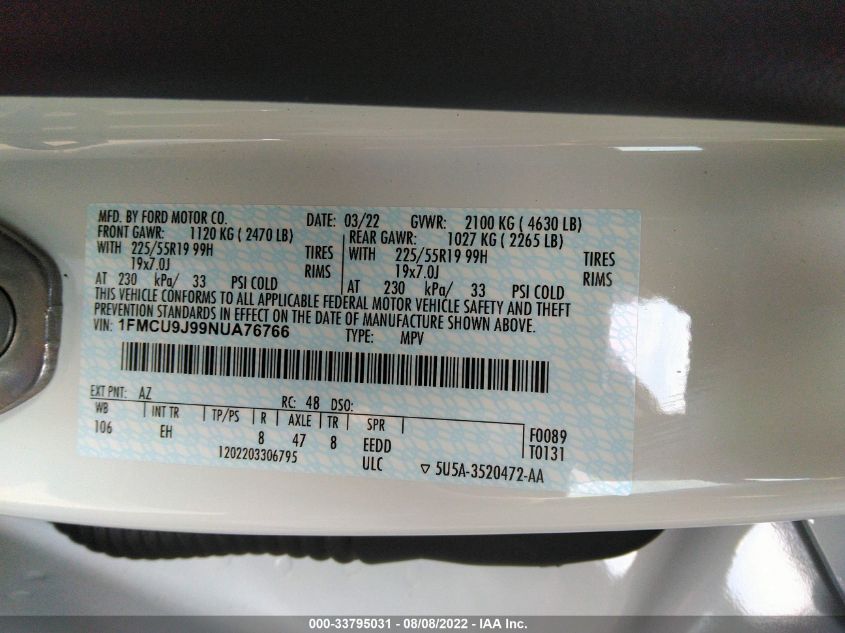 MFD. BY FORD MOTOR CO. DATE: 03/22 GVWR: 2100 KG ( 4630 LB)
FRONT GAWR: 1120 KG ( 2470 LB) REAR GAWR: 1027 KG ( 2265 LB)
WITH 225/55R19 99H TIRES WITH 225/55R19 99H TIRES
19x7.0J RIMS 19x7.0J RIMS
AT 230 kPa/ 33 PSI COLD AT 230 kPa/ 33 PSI COLD
THIS VEHICLE CONFORMS TO ALL APPLICABLE FEDERAL MOTOR VEHICLE SAFETY AND THEFT
PREVENTION STANDARDS IN EFFECT ON THE DATE OF MANUFACTURE SHOWN ABOVE.
VIN: 1FMCU9J99NUA76766 TYPE: MPV
EXT PNT: AZ RC: 48 DSO:
WB INT TR TP/PS R AXLE TR SPR
106 EH 8 47 8 EEDD F0089
1202203306795 ULC T0131
▽ 5U5A-3520472-AA
000-33795031 - 08/08/2022 - IAA Inc.